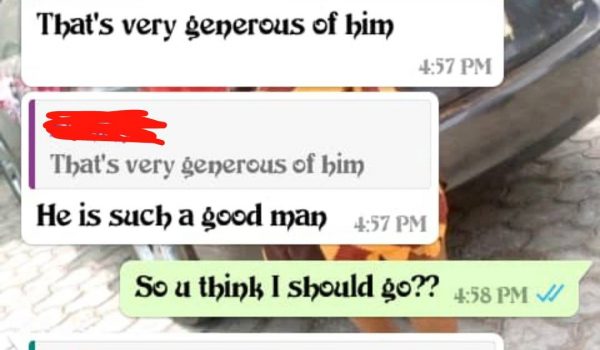 That's very generous of him
4:57 PM
That's very generous of him
He is such a good man 4:57 PM
So u think I should go?? 4:58 PM